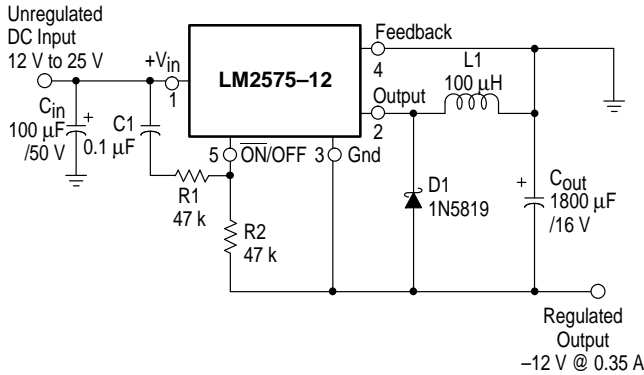 Unregulated
DC Input
12 V to 25 V
+Vin
1
LM2575–12
Feedback
4
L1
100 μH
Output
2
Cin
100 μF
/50 V
+
C1
0.1 μF
5
ON/OFF
3
Gnd
R1
47 k
R2
47 k
D1
1N5819
+
Cout
1800 μF
/16 V
Regulated
Output
–12 V @ 0.35 A